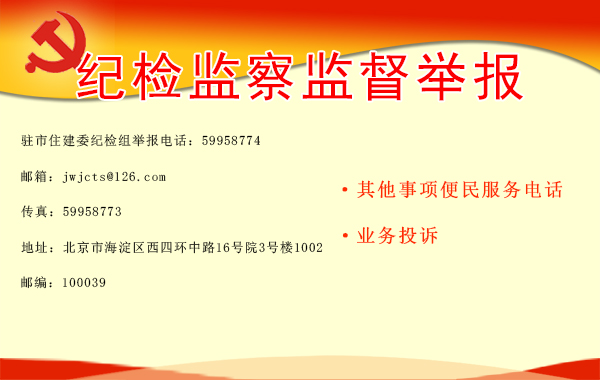 纪检监察监督举报
驻市住建委纪检组举报电话：59958774
邮箱：jwjcts@126.com
传真：59958773
地址：北京市海淀区西四环中路16号院3号楼1002
邮编：100039
·其他事项便民服务电话
·业务投诉